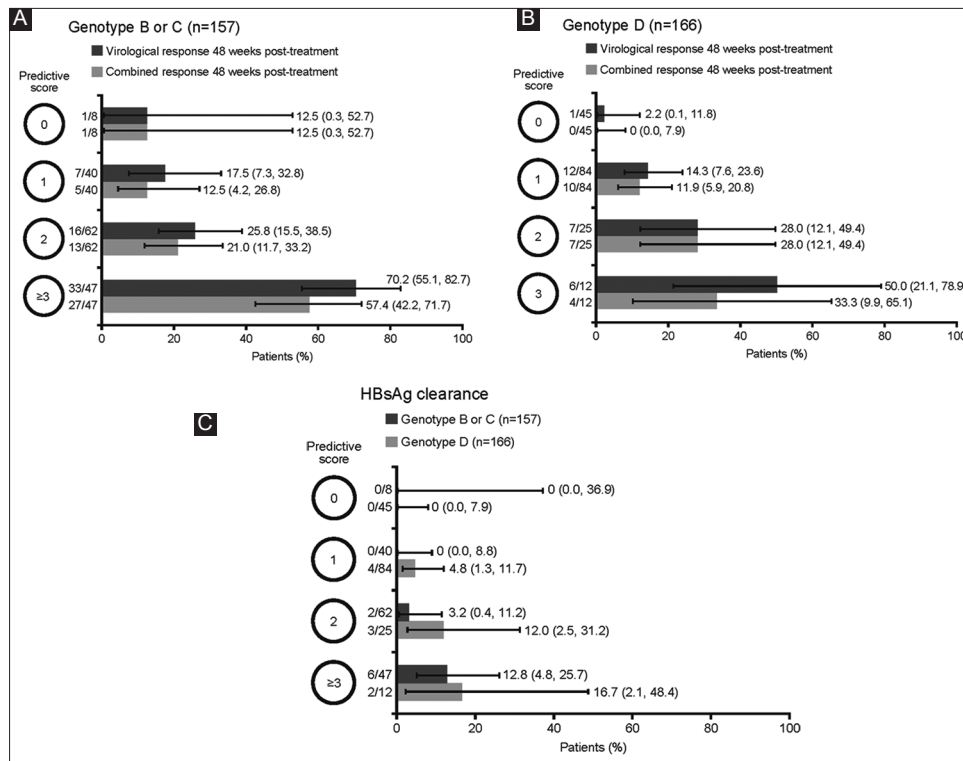 A
Genotype B or C (n=157)
Virological response 48 weeks post-treatment
Combined response 48 weeks post-treatment
Predictive
score
0
1/8
12.5 (0.3, 52.7)
1/8
12.5 (0.3, 52.7)
1
7/40
17.5 (7.3, 32.8)
5/40
12.5 (4.2, 26.8)
2
16/62
25.8 (15.5, 38.5)
13/62
21.0 (11.7, 33.2)
≥3
33/47
70.2 (55.1, 82.7)
27/47
57.4 (42.2, 71.7)
0 20 40 60 80 100
Patients (%)
B
Genotype D (n=166)
Virological response 48 weeks post-treatment
Combined response 48 weeks post-treatment
Predictive
score
0
1/45
2.2 (0.1, 11.8)
0/45
0 (0.0, 7.9)
1
12/84
14.3 (7.6, 23.6)
10/84
11.9 (5.9, 20.8)
2
7/25
28.0 (12.1, 49.4)
7/25
28.0 (12.1, 49.4)
3
6/12
50.0 (21.1, 78.9
4/12
33.3 (9.9, 65.1)
0 20 40 60 80 100
Patients (%)
C
HBsAg clearance
Genotype B or C (n=157)
Genotype D (n=166)
Predictive
score
0
0/8
0 (0.0, 36.9)
0/45
0 (0.0, 7.9)
1
0/40
0 (0.0, 8.8)
4/84
4.8 (1.3, 11.7)
2
2/62
3.2 (0.4, 11.2)
3/25
12.0 (2.5, 31.2)
≥3
6/47
12.8 (4.8, 25.7)
2/12
16.7 (2.1, 48.4)
0 20 40 60 80 100
Patients (%)